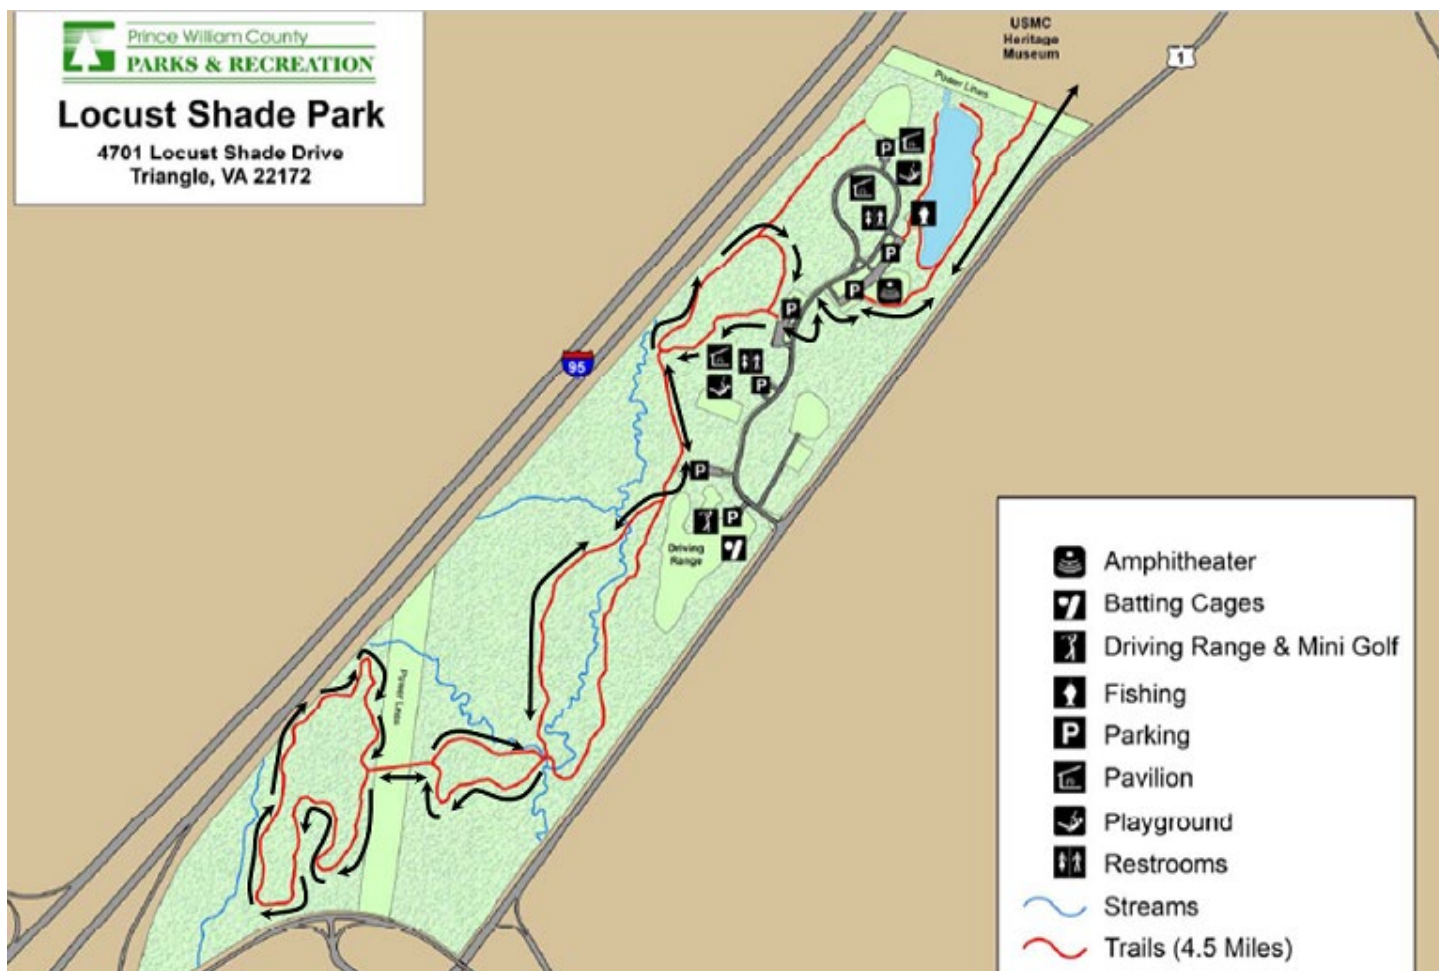 Prince William County
PARKS & RECREATION
Locust Shade Park
4701 Locust Shade Drive
Triangle, VA 22172
USMC
Heritage
Museum
1
Power Lines
P
P
P
P
95
P
P
P
Driving
Range
Power Lines
Amphitheater
Batting Cages
Driving Range & Mini Golf
Fishing
P Parking
Pavilion
Playground
Restrooms
Streams
Trails (4.5 Miles)